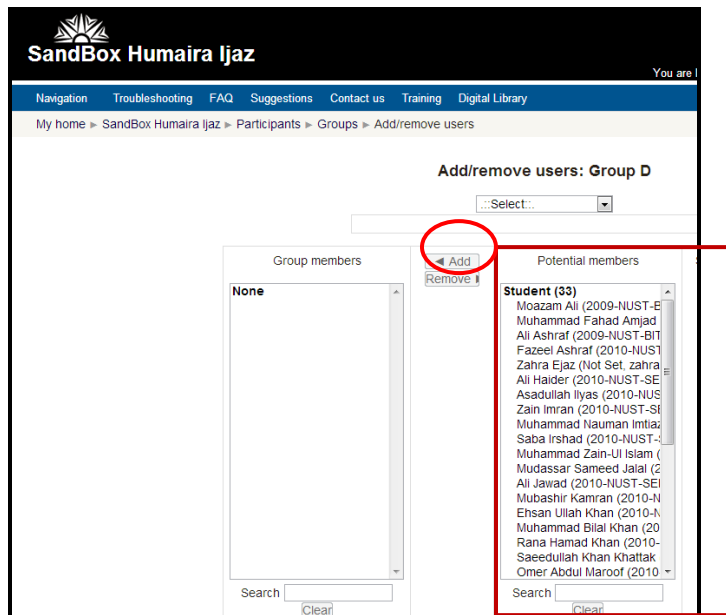 SandBox Humaira Ijaz
You are l
Navigation Troubleshooting FAQ Suggestions Contact us Training Digital Library
My home ► SandBox Humaira Ijaz ► Participants ► Groups ► Add/remove users
Add/remove users: Group D
.::Select::.
Group members
◄ Add
Remove
Potential members
None
Student (33)
Moazam Ali (2009-NUST-B
Muhammad Fahad Amjad
Ali Ashraf (2009-NUST-BIT
Fazeel Ashraf (2010-NUST
Zahra Ejaz (Not Set, zahra
Ali Haider (2010-NUST-SE
Asadullah Ilyas (2010-NUS
Zain Imran (2010-NUST-SE
Muhammad Nauman Imtiaz
Saba Irshad (2010-NUST-
Muhammad Zain-Ul Islam (
Mudassar Sameed Jalal (2
Ali Jawad (2010-NUST-SE
Mubashir Kamran (2010-N
Ehsan Ullah Khan (2010-N
Muhammad Bilal Khan (20
Rana Hamad Khan (2010-
Saeedullah Khan Khattak
Omer Abdul Maroof (2010-
Search
Clear
Search
Clear